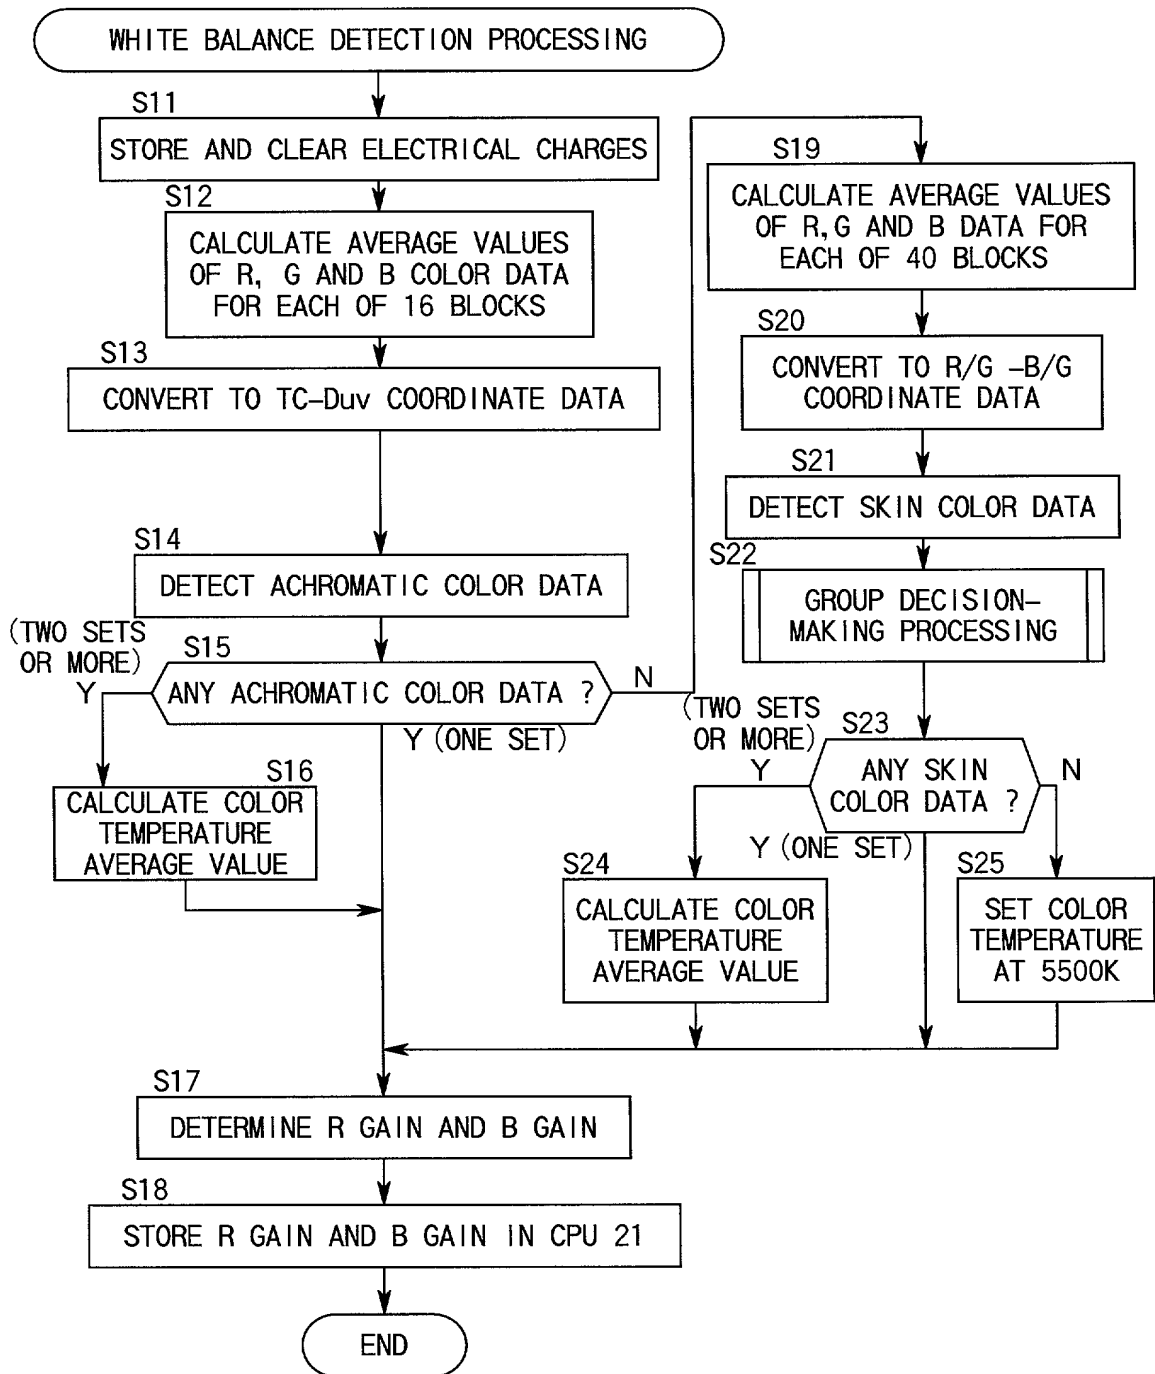 WHITE BALANCE DETECTION PROCESSING
S11
STORE AND CLEAR ELECTRICAL CHARGES
S12
CALCULATE AVERAGE VALUES
OF R, G AND B COLOR DATA
FOR EACH OF 16 BLOCKS
S13
CONVERT TO TC-Duv COORDINATE DATA
S14
DETECT ACHROMATIC COLOR DATA
(TWO SETS
OR MORE)
S15
Y
ANY ACHROMATIC COLOR DATA ?
N
Y (ONE SET)
S16
CALCULATE COLOR
TEMPERATURE
AVERAGE VALUE
S19
CALCULATE AVERAGE VALUES
OF R,G AND B DATA FOR
EACH OF 40 BLOCKS
S20
CONVERT TO R/G -B/G
COORDINATE DATA
S21
DETECT SKIN COLOR DATA
S22
GROUP DECISION-
MAKING PROCESSING
(TWO SETS
OR MORE)
S23
Y
ANY SKIN
COLOR DATA ?
N
Y (ONE SET)
S24
CALCULATE COLOR
TEMPERATURE
AVERAGE VALUE
S25
SET COLOR
TEMPERATURE
AT 5500K
S17
DETERMINE R GAIN AND B GAIN
S18
STORE R GAIN AND B GAIN IN CPU 21
END